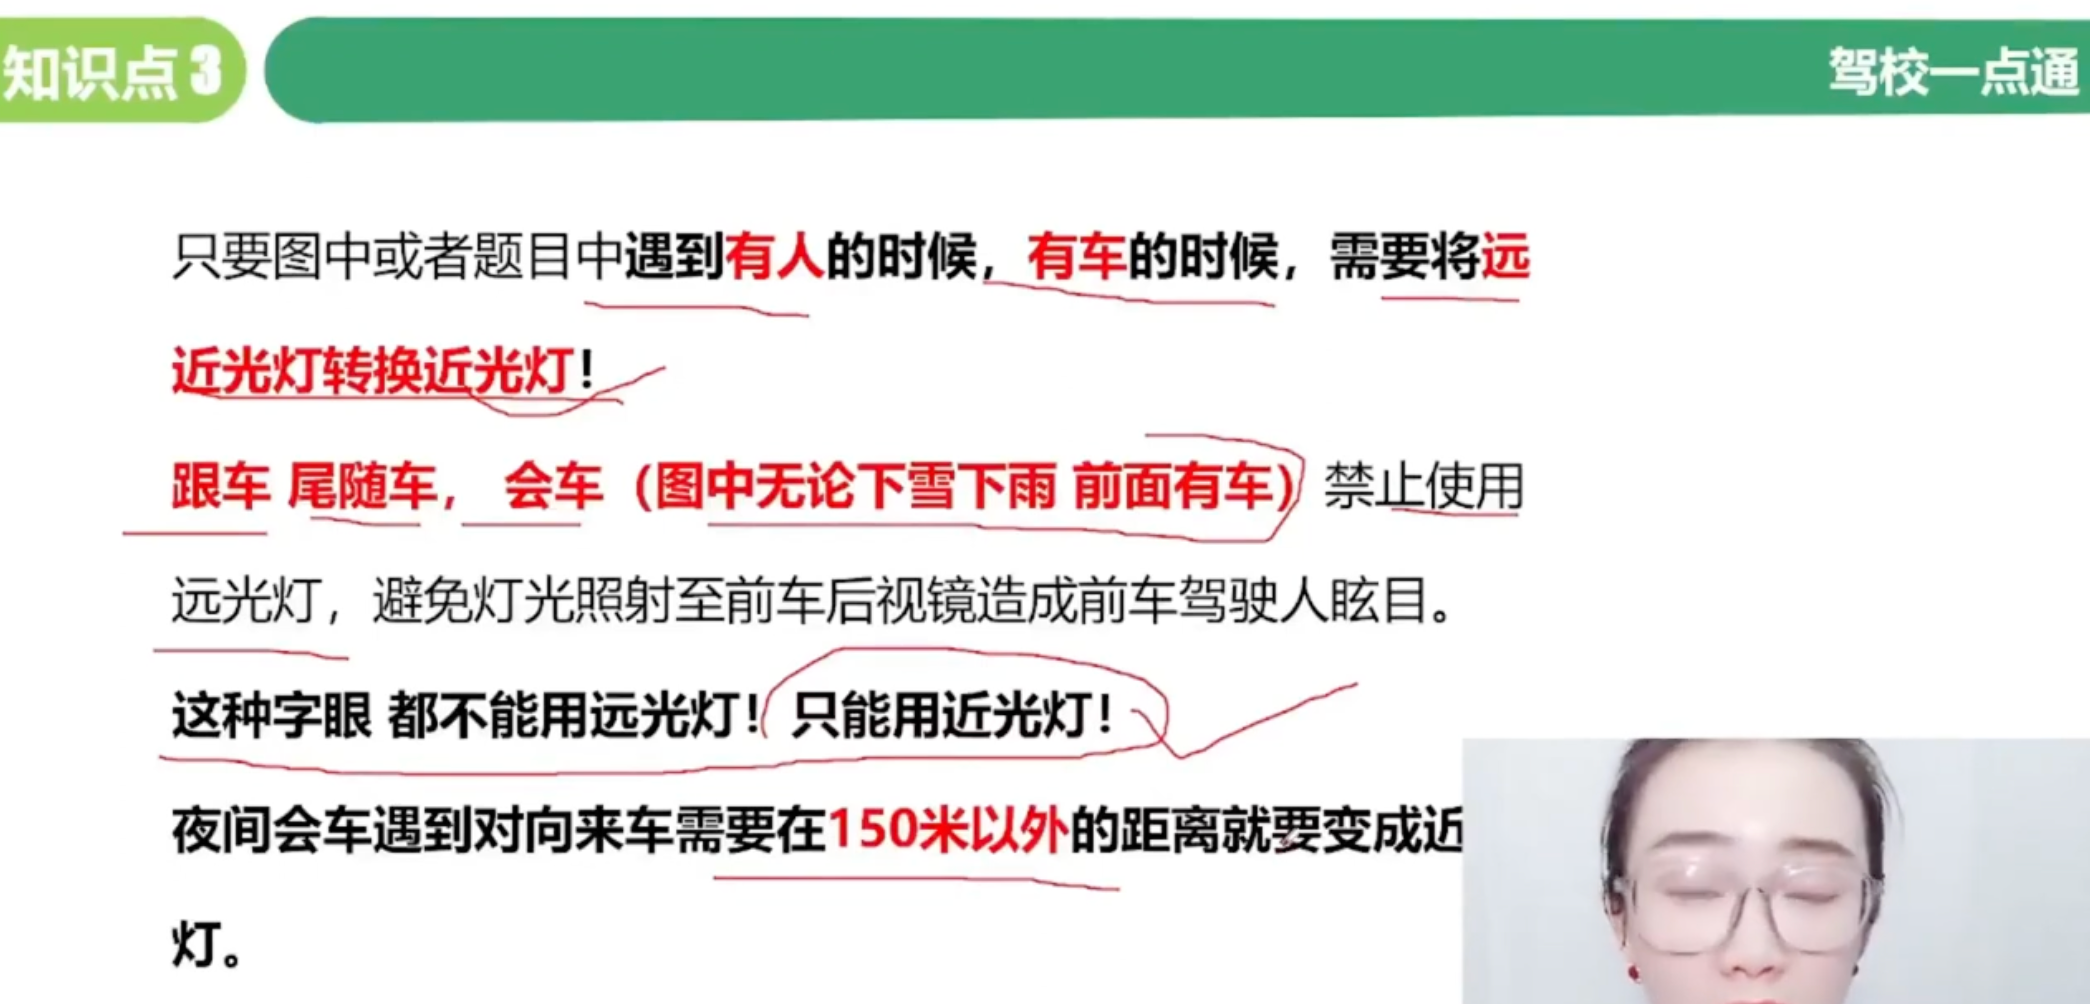 知识点3
驾校一点通
只要图中或者题目中遇到有人的时候，有车的时候，需要将远
近光灯转换近光灯！
跟车 尾随车， 会车（图中无论下雪下雨 前面有车）禁止使用
远光灯，避免灯光照射至前车后视镜造成前车驾驶人眩目。
这种字眼 都不能用远光灯！只能用近光灯！
夜间会车遇到对向来车需要在150米以外的距离就要变成近
灯。